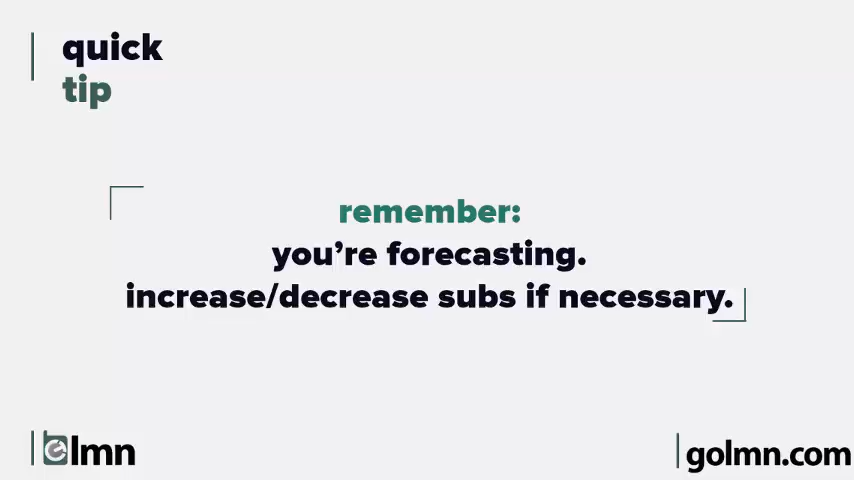 quick
tip
remember:
you’re forecasting.
increase/decrease subs if necessary.
lmn
golmn.com